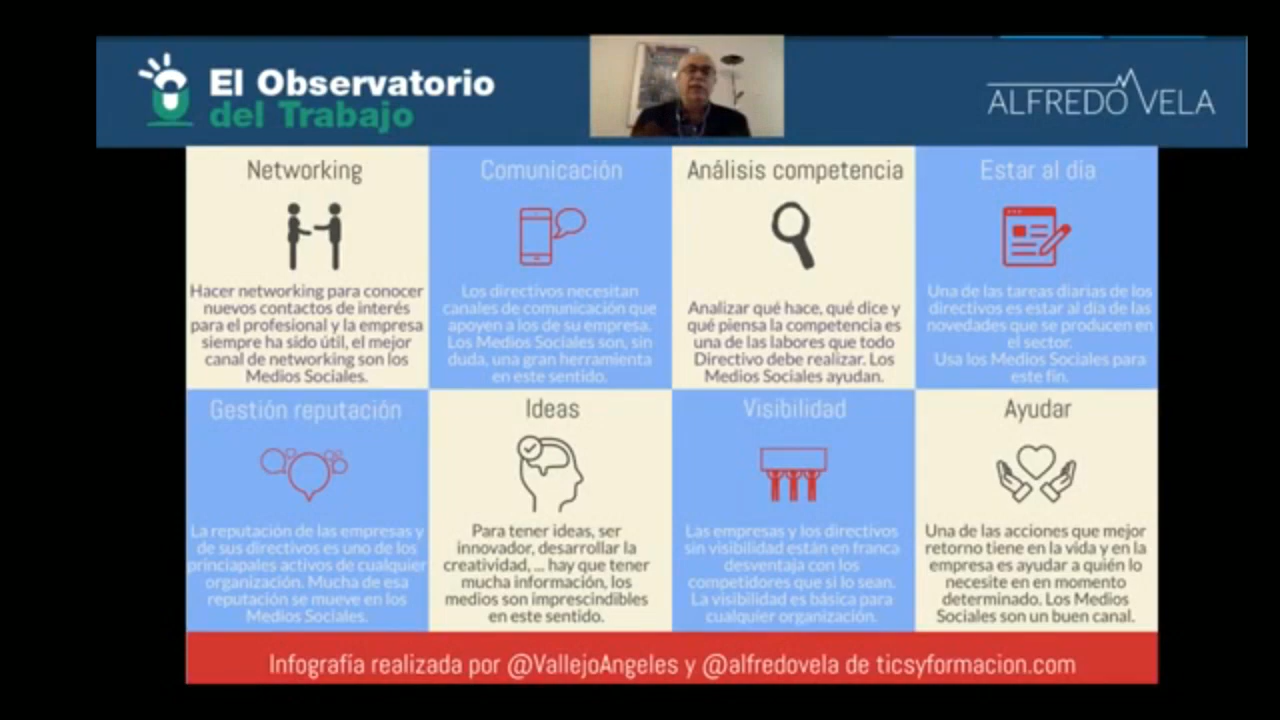 El Observatorio
del Trabajo
ALFREDO VELA
Networking
Hacer networking para conocer
nuevos contactos de interés
para el profesional y la empresa
siempre ha sido útil, el mejor
canal de networking son los
Medios Sociales.
Comunicación
Los directivos necesitan
canales de comunicación que
apoyen a los de su empresa.
Los Medios Sociales son, sin
duda, una gran herramienta
en este sentido.
Análisis competencia
Analizar qué hace, qué dice y
qué piensa la competencia es
una de las labores que todo
Directivo debe realizar. Los
Medios Sociales ayudan.
Estar al día
Una de las tareas diarias de los
directivos es estar al día de las
novedades que se producen en
el sector.
Usa los Medios Sociales para
este fin.
Gestión reputación
La reputación de las empresas y
de sus directivos es uno de los
principales activos de cualquier
organización. Mucha de esa
reputación se mueve en los
Medios Sociales.
Ideas
Para tener ideas, ser
innovador, desarrollar la
creatividad, ... hay que tener
mucha información, los
medios son imprescindibles
en este sentido.
Visibilidad
Las empresas y los directivos
sin visibilidad están en franca
desventaja con los
competidores que si lo sean.
La visibilidad es básica para
cualquier organización.
Ayudar
Una de las acciones que mejor
retorno tiene en la vida y en la
empresa es ayudar a quién lo
necesite en en momento
determinado. Los Medios
Sociales son un buen canal.
Infografía realizada por @VallejoAngeles y @alfredovela de ticsyformacion.com